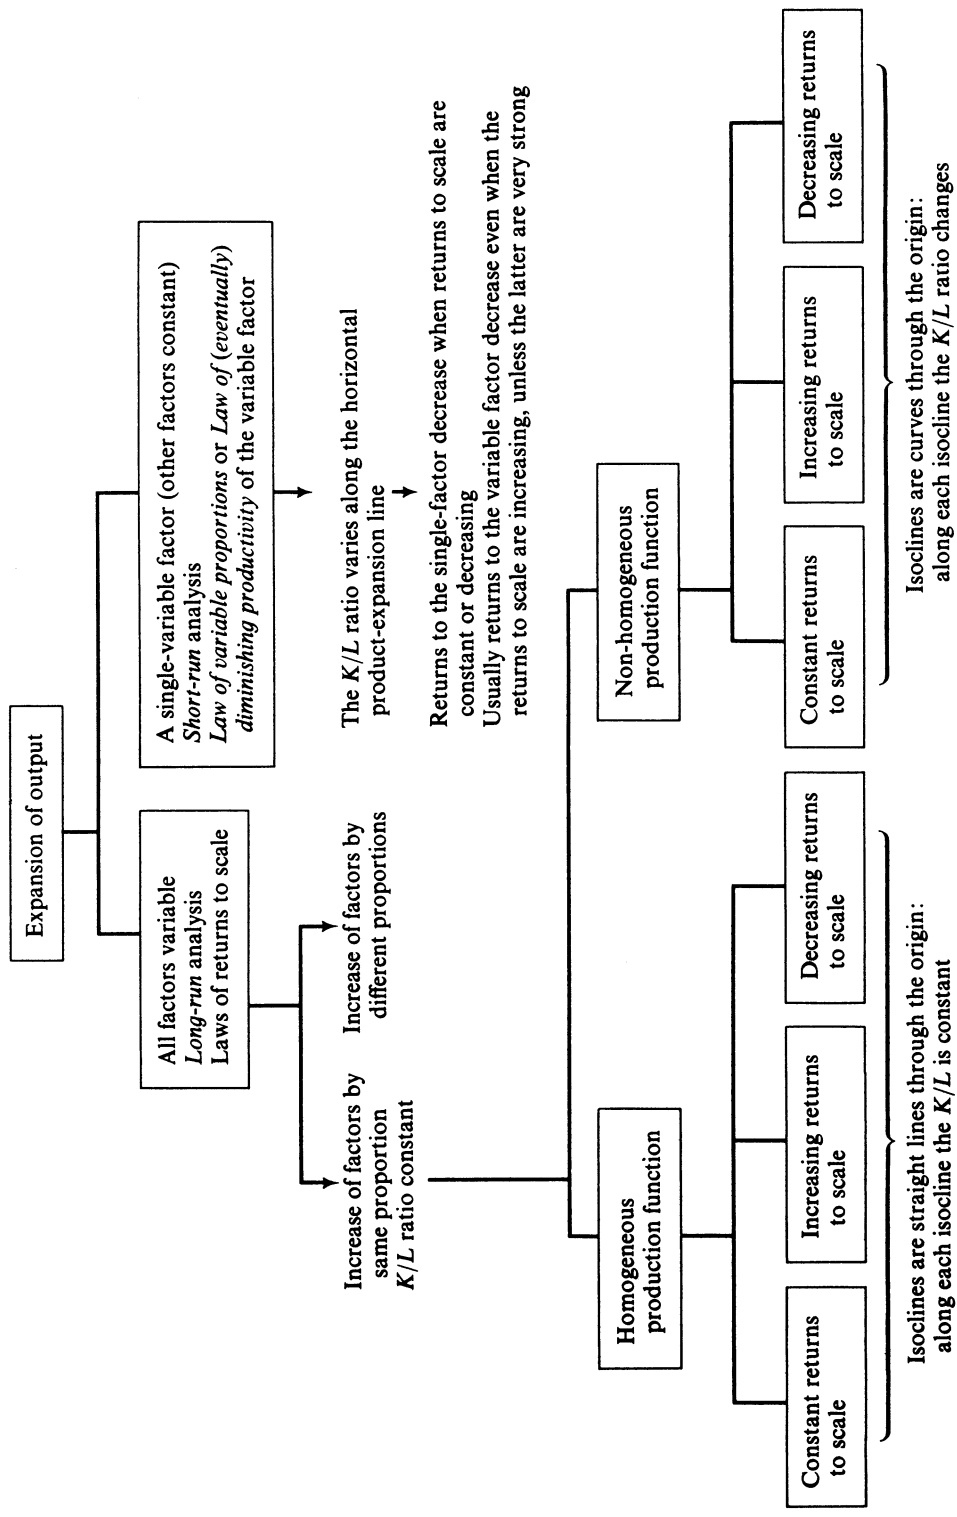 Expansion of output
All factors variable
Long-run analysis
Laws of returns to scale
A single-variable factor (other factors constant)
Short-run analysis
Law of variable proportions or Law of (eventually)
diminishing productivity of the variable factor
Increase of factors by
same proportion
K/L ratio constant
Increase of factors by
different proportions
The K/L ratio varies along the horizontal
product-expansion line
Returns to the single-factor decrease when returns to scale are
constant or decreasing
Usually returns to the variable factor decrease even when the
returns to scale are increasing, unless the latter are very strong
Homogeneous
production function
Non-homogeneous
production function
Constant returns
to scale
Increasing returns
to scale
Decreasing returns
to scale
Constant returns
to scale
Increasing returns
to scale
Decreasing returns
to scale
Isoclines are straight lines through the origin:
along each isocline the K/L is constant
Isoclines are curves through the origin:
along each isocline the K/L ratio changes